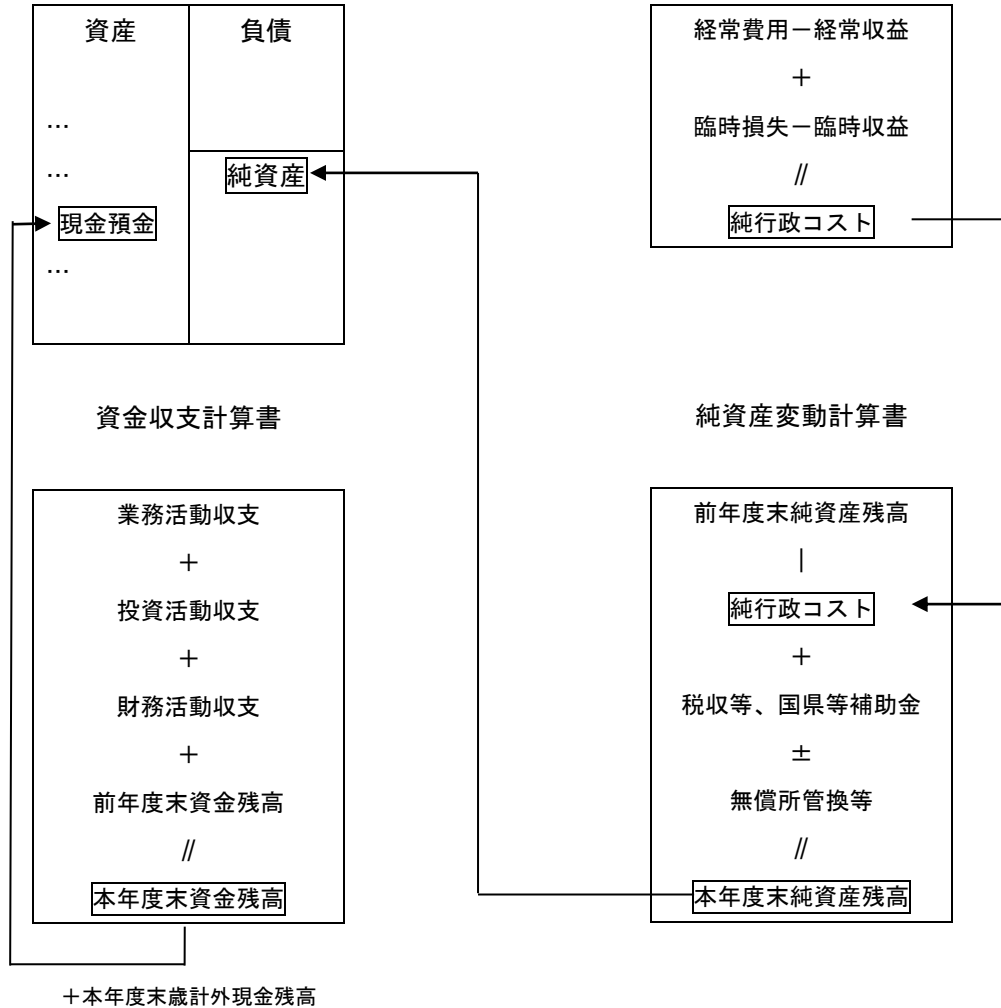 資産
負債
…
…
純資産
現金預金
…
経常費用－経常収益
＋
臨時損失－臨時収益
//
純行政コスト
資金収支計算書
業務活動収支
＋
投資活動収支
＋
財務活動収支
＋
前年度末資金残高
//
本年度末資金残高
＋本年度末歳計外現金残高
純資産変動計算書
前年度末純資産残高
｜
純行政コスト
＋
税収等、国県等補助金
±
無償所管換等
//
本年度末純資産残高